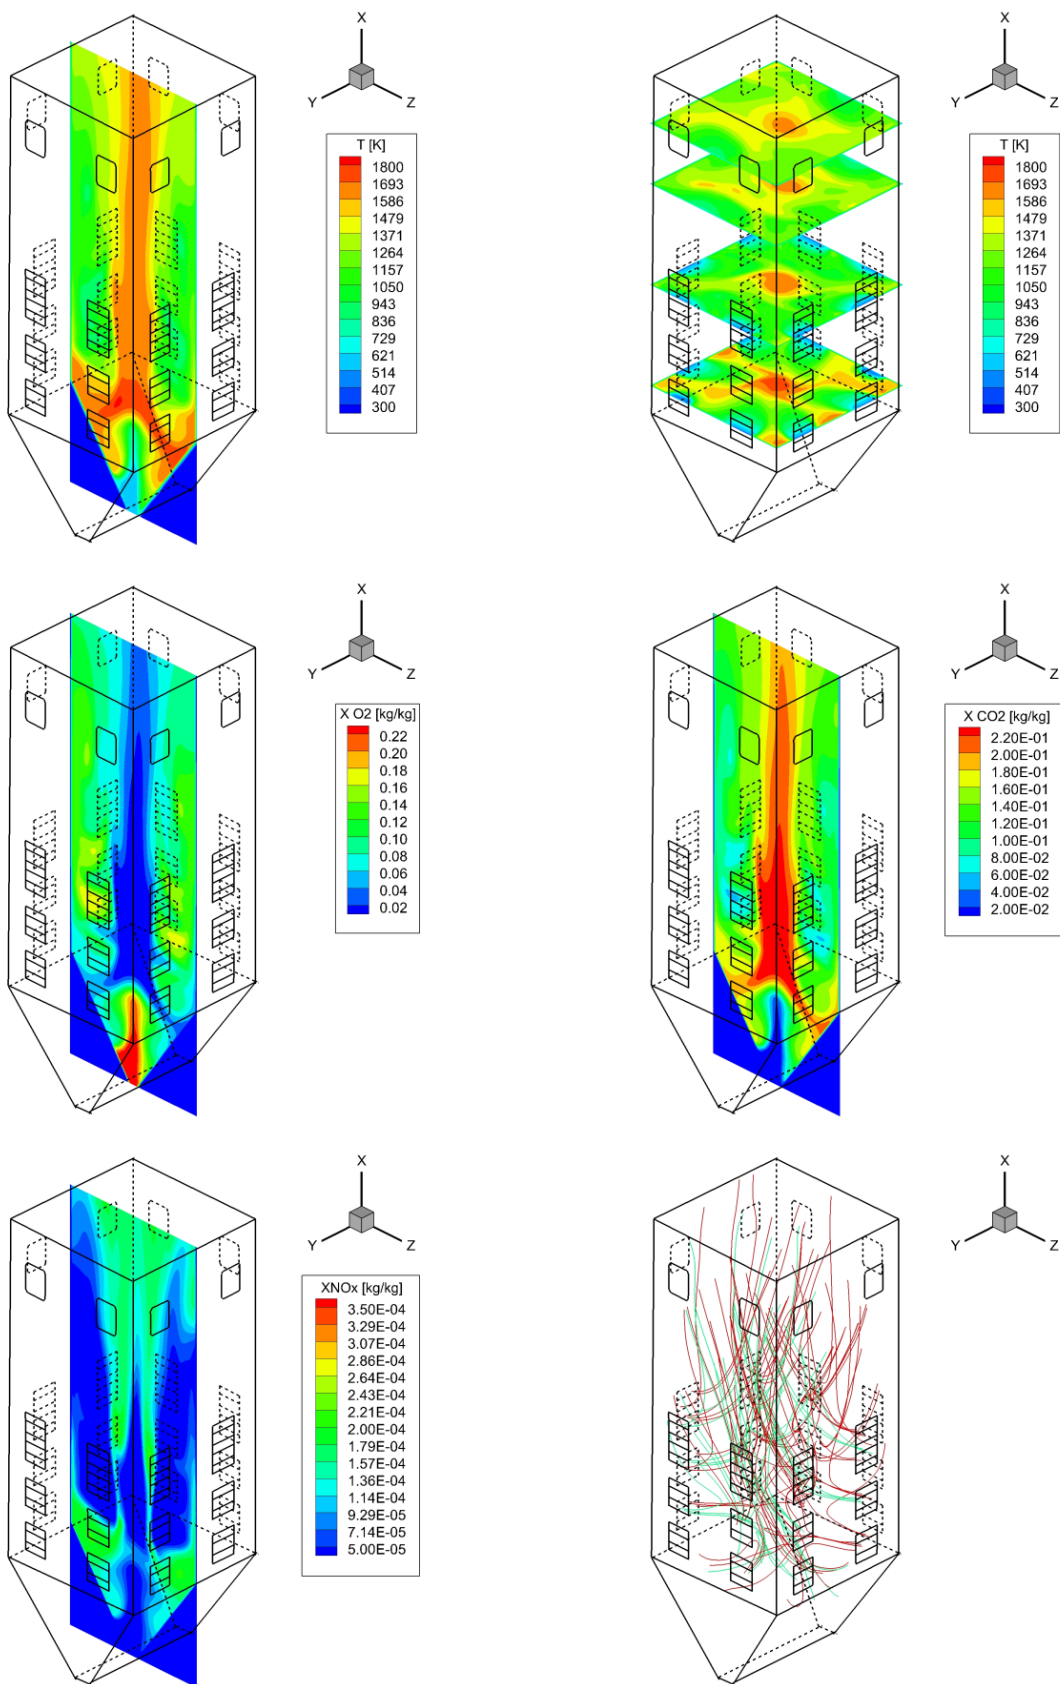 X
Y
Z
T [K]
1800
1693
1586
1479
1371
1264
1157
1050
943
836
729
621
514
407
300
X
Y
Z
T [K]
1800
1693
1586
1479
1371
1264
1157
1050
943
836
729
621
514
407
300
X
Y
Z
X O2 [kg/kg]
0.22
0.20
0.18
0.16
0.14
0.12
0.10
0.08
0.06
0.04
0.02
X
Y
Z
X CO2 [kg/kg]
2.20E-01
2.00E-01
1.80E-01
1.60E-01
1.40E-01
1.20E-01
1.00E-01
8.00E-02
6.00E-02
4.00E-02
2.00E-02
X
Y
Z
XNOx [kg/kg]
3.50E-04
3.29E-04
3.07E-04
2.86E-04
2.64E-04
2.43E-04
2.21E-04
2.00E-04
1.79E-04
1.57E-04
1.36E-04
1.14E-04
9.29E-05
7.14E-05
5.00E-05
X
Y
Z